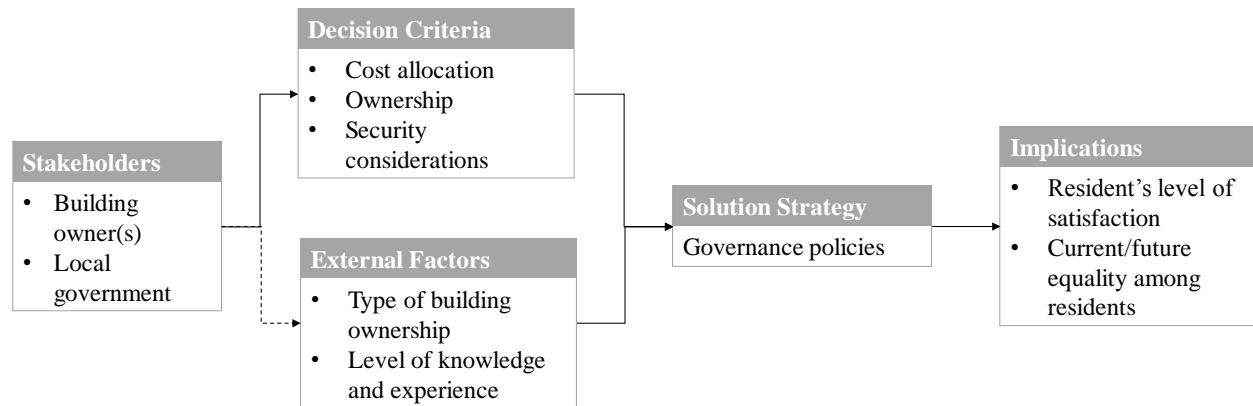 Stakeholders
• Building
owner(s)
• Local
government
Decision Criteria
• Cost allocation
• Ownership
• Security
considerations
External Factors
• Type of building
ownership
• Level of knowledge
and experience
Solution Strategy
Governance policies
Implications
• Resident’s level of
satisfaction
• Current/future
equality among
residents